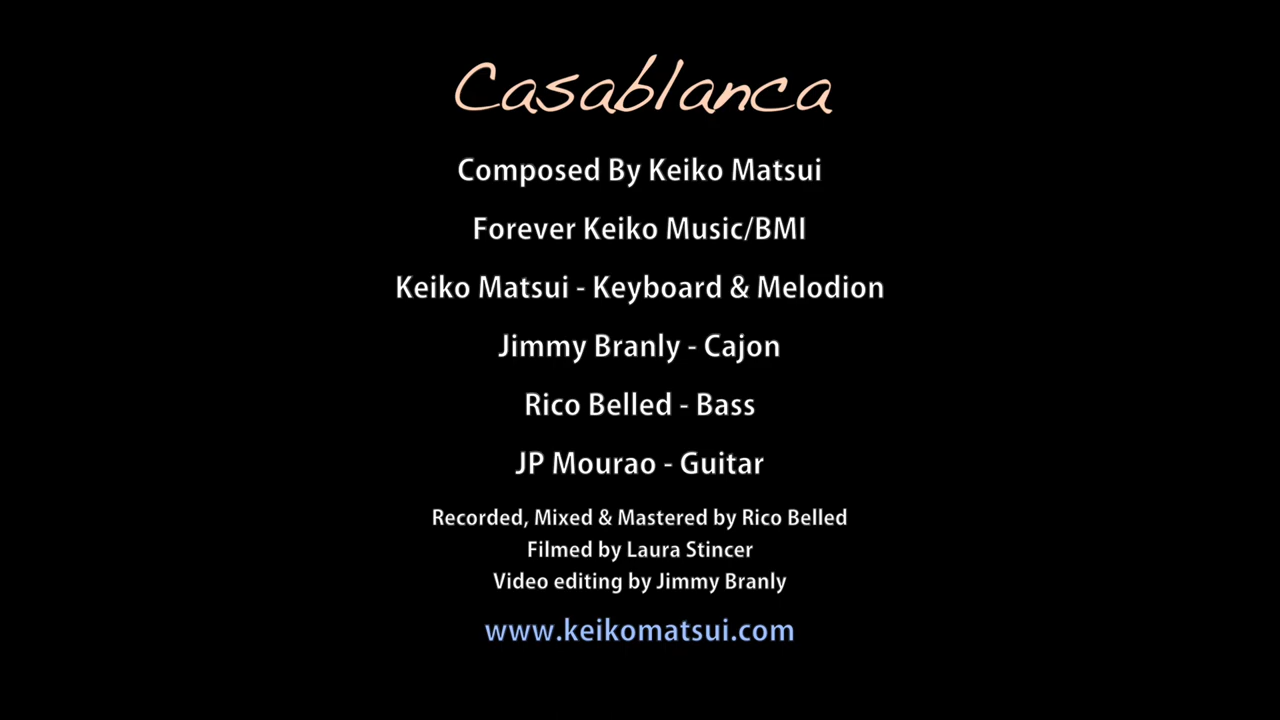 Casablanca
Composed By Keiko Matsui
Forever Keiko Music/BMI
Keiko Matsui - Keyboard & Melodion
Jimmy Branly - Cajon
Rico Belled - Bass
JP Mourao - Guitar
Recorded, Mixed & Mastered by Rico Belled
Filmed by Laura Stincer
Video editing by Jimmy Branly
www.keikomatsui.com